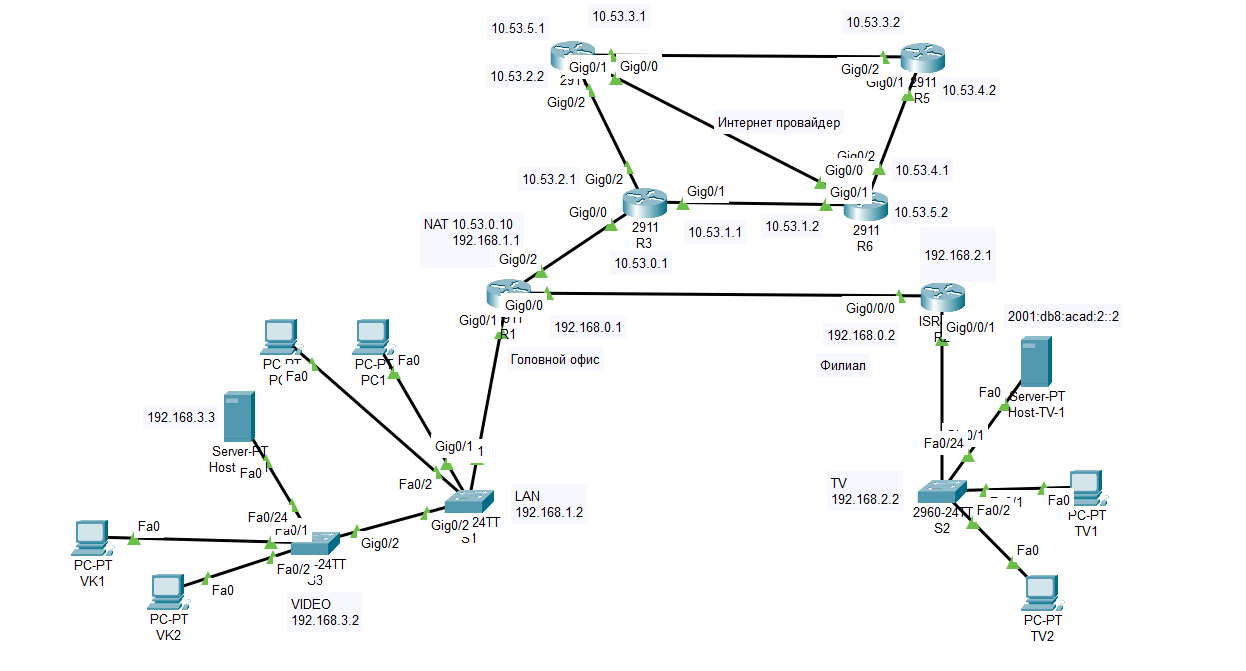 10.53.3.1
10.53.5.1
10.53.3.2
Gig0/1
Gig0/0
Gig0/2
10.53.2.2
Gig0/1
2911
R5
10.53.4.2
Gig0/2
Интернет провайдер
Gig0/2
Gig0/0
10.53.4.1
10.53.2.1
Gig0/2
Gig0/1
Gig0/1
Gig0/0
10.53.5.2
NAT 10.53.0.10
192.168.1.1
2911
R3
10.53.1.1
10.53.1.2
2911
R6
Gig0/2
10.53.0.1
192.168.2.1
Gig0/0
Gig0/0/0
Gig0/1
R1
192.168.0.1
192.168.0.2
ISR
Gig0/0/1
2001:db8:acad:2::2
Головной офис
Филиал
PC-PT
Fa0
PC-PT
PC1
Fa0
Fa0
Server-PT
Host-TV-1
192.168.3.3
Server-PT
Host
Fa0
Gig0/1
Fa0/24
Fa0/2
LAN
192.168.1.2
TV
192.168.2.2
2960-24TT
S2
Fa0/2
Fa0
PC-PT
TV1
Fa0/24
Fa0/1
Gig0/2
24TT
S1
Fa0
Gig0/2
PC-PT
VK1
Fa0/2
-24TT
Fa0
Fa0
PC-PT
VK2
VIDEO
192.168.3.2
PC-PT
TV2